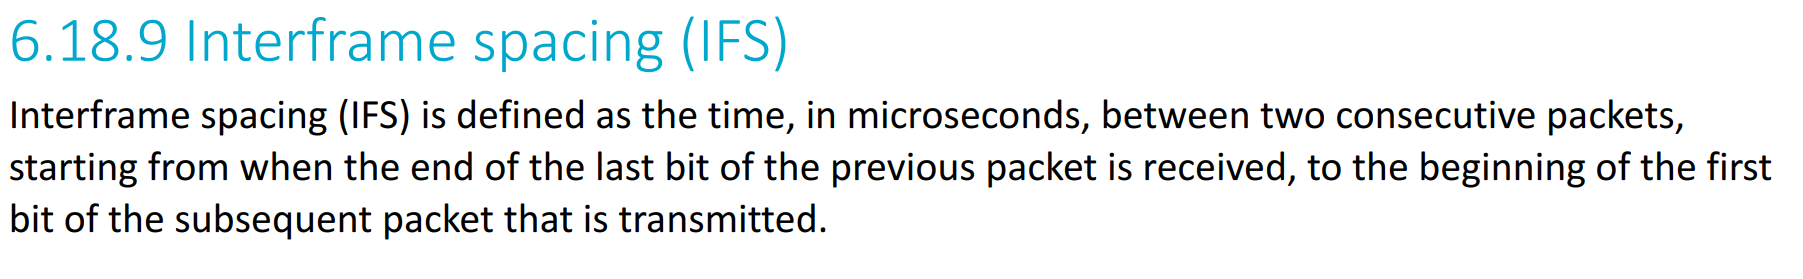 6.18.9 Interframe spacing (IFS)
Interframe spacing (IFS) is defined as the time, in microseconds, between two consecutive packets,
starting from when the end of the last bit of the previous packet is received, to the beginning of the first
bit of the subsequent packet that is transmitted.